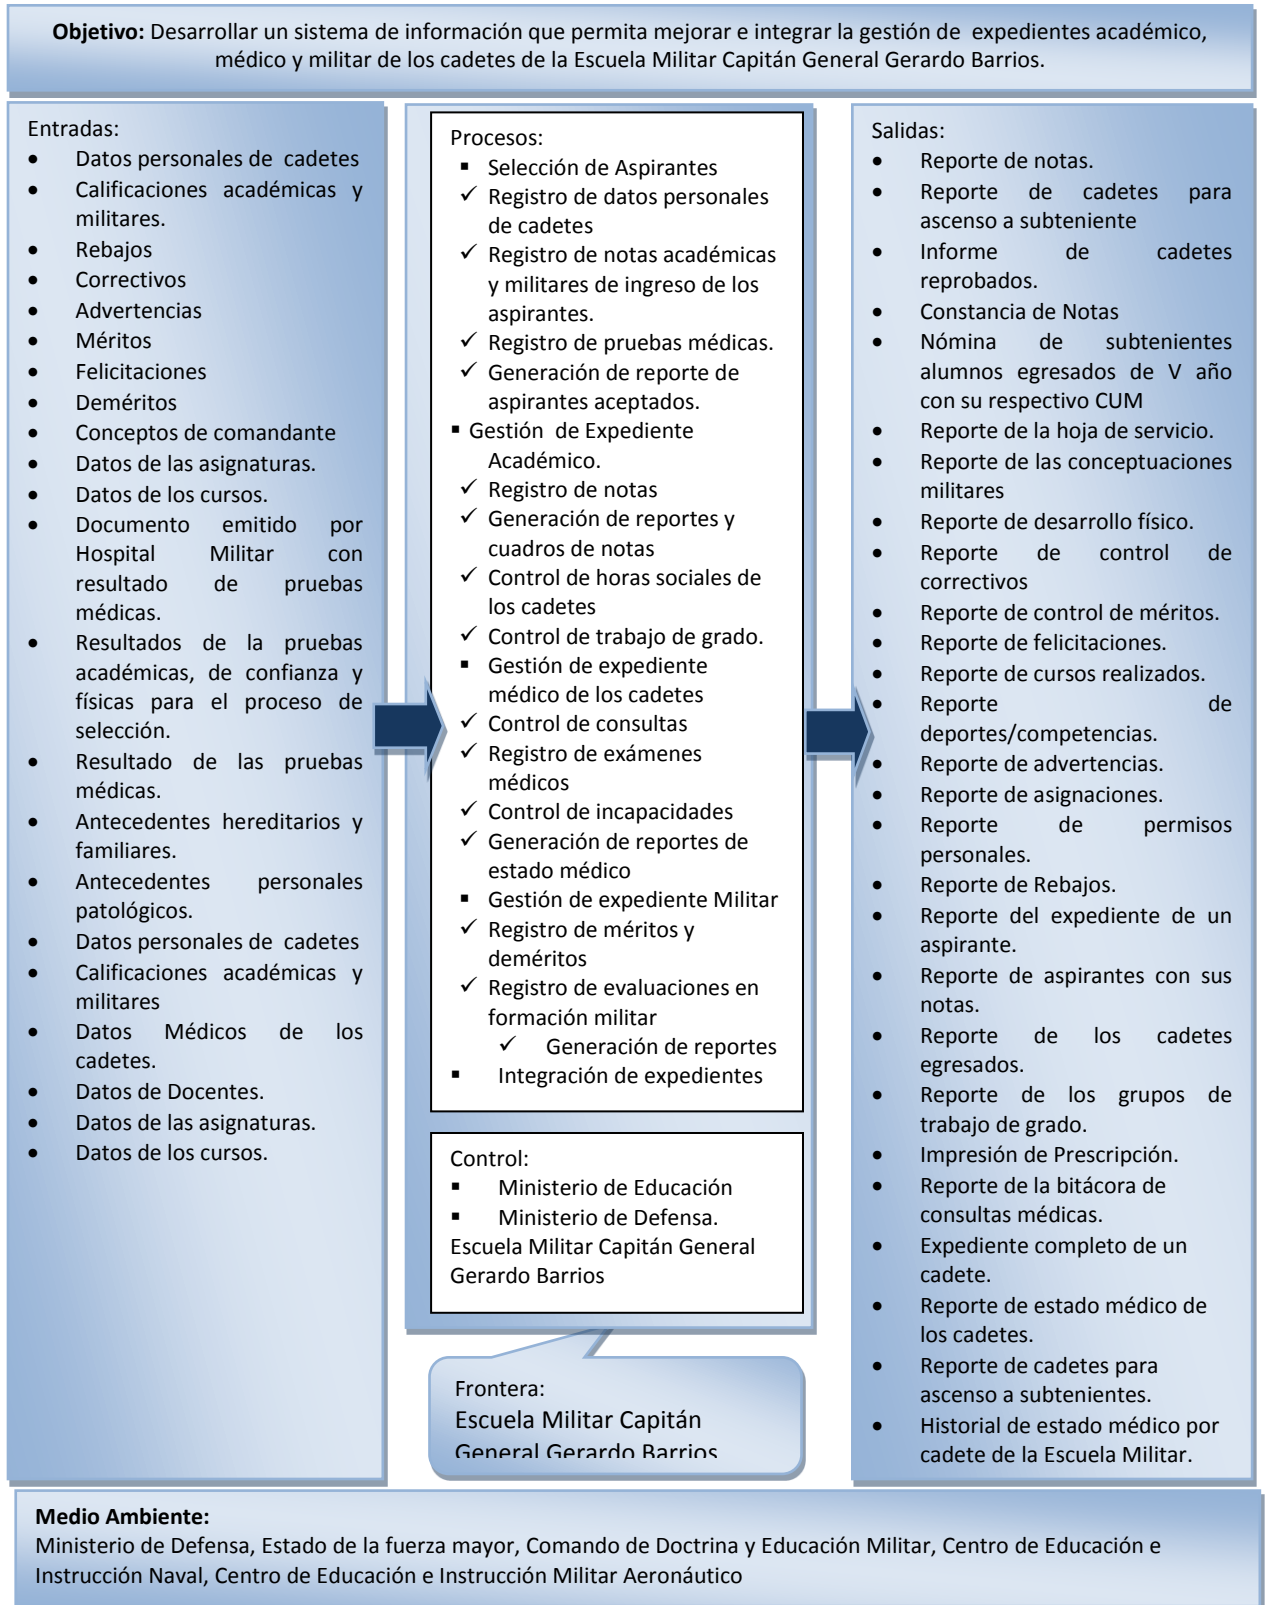 Objetivo: Desarrollar un sistema de información que permita mejorar e integrar la gestión de expedientes académico,
médico y militar de los cadetes de la Escuela Militar Capitán General Gerardo Barrios.
Entradas:
• Datos personales de cadetes
• Calificaciones académicas y
militares.
• Rebajos
• Correctivos
• Advertencias
• Méritos
• Felicitaciones
• Deméritos
• Conceptos de comandante
• Datos de las asignaturas.
• Datos de los cursos.
• Documento emitido por
Hospital Militar con
resultado de pruebas
médicas.
• Resultados de la pruebas
académicas, de confianza y
físicas para el proceso de
selección.
• Resultado de las pruebas
médicas.
• Antecedentes hereditarios y
familiares.
• Antecedentes personales
patológicos.
• Datos personales de cadetes
• Calificaciones académicas y
militares
• Datos Médicos de los
cadetes.
• Datos de Docentes.
• Datos de las asignaturas.
• Datos de los cursos.
Procesos:
▪ Selección de Aspirantes
✓ Registro de datos personales
de cadetes
✓ Registro de notas académicas
y militares de ingreso de los
aspirantes.
✓ Registro de pruebas médicas.
✓ Generación de reporte de
aspirantes aceptados.
▪ Gestión de Expediente
Académico.
✓ Registro de notas
✓ Generación de reportes y
cuadros de notas
✓ Control de horas sociales de
los cadetes
✓ Control de trabajo de grado.
▪ Gestión de expediente
médico de los cadetes
✓ Control de consultas
✓ Registro de exámenes
médicos
✓ Control de incapacidades
✓ Generación de reportes de
estado médico
▪ Gestión de expediente Militar
✓ Registro de méritos y
deméritos
✓ Registro de evaluaciones en
formación militar
✓ Generación de reportes
▪ Integración de expedientes
Control:
▪ Ministerio de Educación
▪ Ministerio de Defensa.
Escuela Militar Capitán General
Gerardo Barrios
Frontera:
Escuela Militar Capitán
General Gerardo Barrios
Salidas:
• Reporte de notas.
• Reporte de cadetes para
ascenso a subteniente
• Informe de cadetes
reprobados.
• Constancia de Notas
• Nómina de subtenientes
alumnos egresados de V año
con su respectivo CUM
• Reporte de la hoja de servicio.
• Reporte de las conceptuaciones
militares
• Reporte de desarrollo físico.
• Reporte de control de
correctivos
• Reporte de control de méritos.
• Reporte de felicitaciones.
• Reporte de cursos realizados.
• Reporte de
deportes/competencias.
• Reporte de advertencias.
• Reporte de asignaciones.
• Reporte de permisos
personales.
• Reporte de Rebajos.
• Reporte del expediente de un
aspirante.
• Reporte de aspirantes con sus
notas.
• Reporte de los cadetes
egresados.
• Reporte de los grupos de
trabajo de grado.
• Impresión de Prescripción.
• Reporte de la bitácora de
consultas médicas.
• Expediente completo de un
cadete.
• Reporte de estado médico de
los cadetes.
• Reporte de cadetes para
ascenso a subtenientes.
• Historial de estado médico por
cadete de la Escuela Militar.
Medio Ambiente:
Ministerio de Defensa, Estado de la fuerza mayor, Comando de Doctrina y Educación Militar, Centro de Educación e
Instrucción Naval, Centro de Educación e Instrucción Militar Aeronáutico